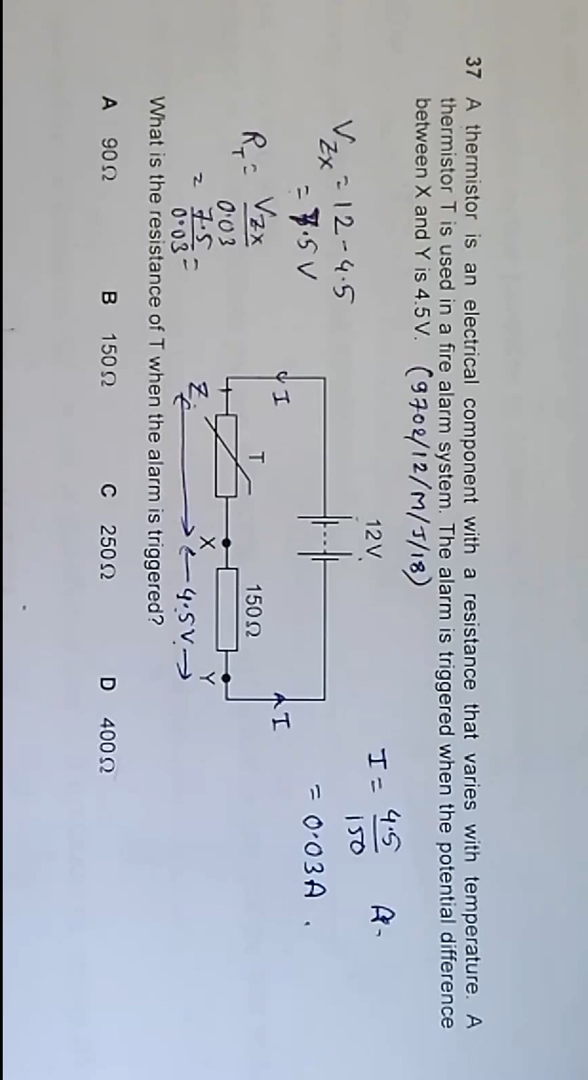 37 A thermistor is an electrical component with a resistance that varies with temperature. A
thermistor T is used in a fire alarm system. The alarm is triggered when the potential difference
between X and Y is 4.5V. (9702/12/M/J/18)
12V.
I = 4.5/150 A.
= 0.03A.
V_ZX = 12 - 4.5
= 7.5 V
I
I
T
150Ω
X
Y
Z
← 4.5V →
R_T = V_ZX/0.03
= 7.5/0.03 =
What is the resistance of T when the alarm is triggered?
A 90Ω B 150Ω C 250Ω D 400Ω